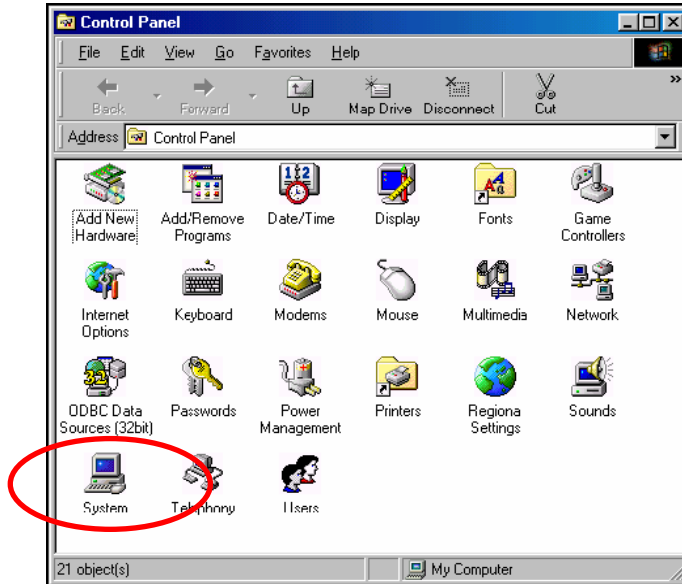 Control Panel
File Edit View Go Favorites Help
Back Forward Up Map Drive Disconnect Cut »
Address Control Panel
Add New Hardware
Add/Remove Programs
Date/Time
Display
Fonts
Game Controllers
Internet Options
Keyboard
Modems
Mouse
Multimedia
Network
ODBC Data Sources (32bit)
Passwords
Power Management
Printers
Regiona Settings
Sounds
System
Telephony
Users
21 object(s) My Computer